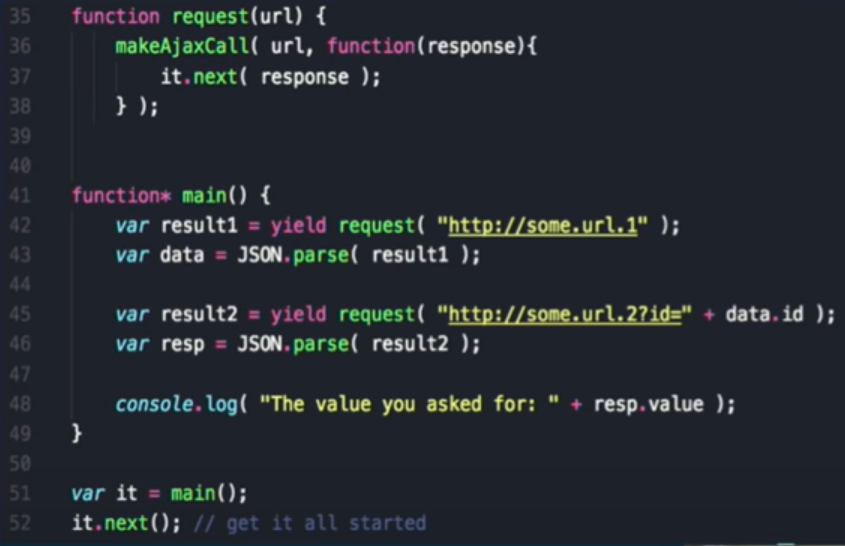 35 function request(url) {
36 makeAjaxCall( url, function(response){
37 it.next( response );
38 } );
39
40
41 function* main() {
42 var result1 = yield request( "http://some.url.1" );
43 var data = JSON.parse( result1 );
44
45 var result2 = yield request( "http://some.url.2?id=" + data.id );
46 var resp = JSON.parse( result2 );
47
48 console.log( "The value you asked for: " + resp.value );
49 }
50
51 var it = main();
52 it.next(); // get it all started